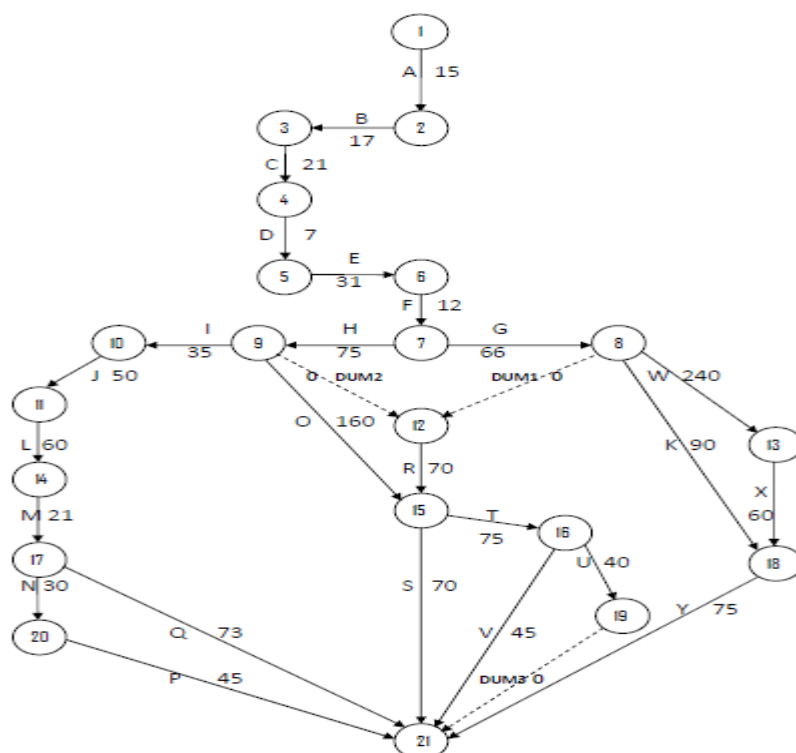 1
A 15
3 B 2
17
C 21
4
D 7
5 E 6
31
F 12
10 I 9 H 7 G 8
35 75 66
J 50 0 DUM2 DUM1 0 W 240
11 O 160 12 K 90 13
L 60 R 70
14 X
M 21 15 T 16 60
75
17 S 70 U 40 18
N 30
20 Q 73 V 45 19 Y 75
P 45 DUM3 0
21